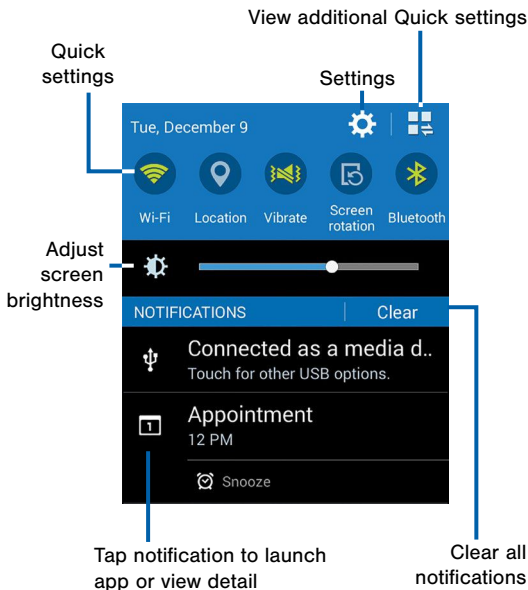 View additional Quick settings
Quick
settings
Settings
Tue, December 9
Wi-Fi
Location
Vibrate
Screen
rotation
Bluetooth
Adjust
screen
brightness
NOTIFICATIONS
Clear
Connected as a media d..
Touch for other USB options.
1
Appointment
12 PM
Snooze
Tap notification to launch
app or view detail
Clear all
notifications